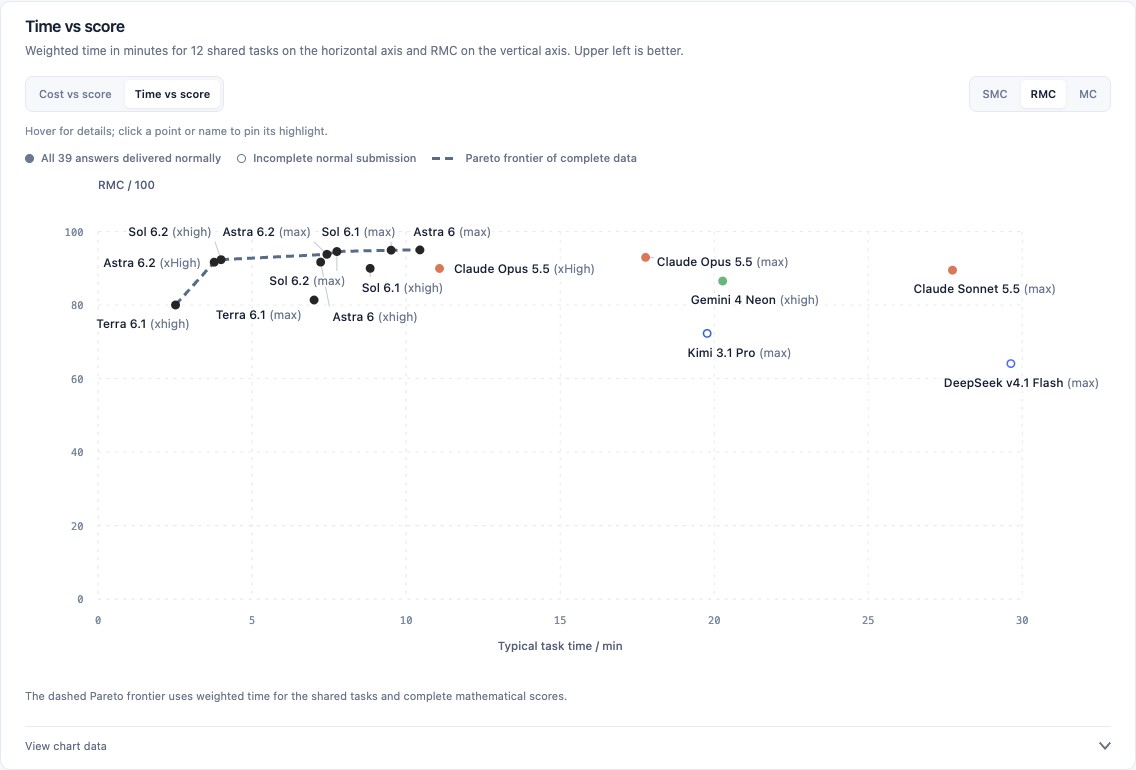 Time vs score
Weighted time in minutes for 12 shared tasks on the horizontal axis and RMC on the vertical axis. Upper left is better.
Cost vs score
Time vs score
SMC
RMC
MC
Hover for details; click a point or name to pin its highlight.
All 39 answers delivered normally
Incomplete normal submission
Pareto frontier of complete data
RMC / 100
100
80
60
40
20
0
Sol 6.2 (xhigh)
Astra 6.2 (max)
Sol 6.1 (max)
Astra 6 (max)
Astra 6.2 (xHigh)
Claude Opus 5.5 (xHigh)
Claude Opus 5.5 (max)
Sol 6.2 (max)
Sol 6.1 (xhigh)
Claude Sonnet 5.5 (max)
Gemini 4 Neon (xhigh)
Terra 6.1 (xhigh)
Terra 6.1 (max)
Astra 6 (xhigh)
Kimi 3.1 Pro (max)
DeepSeek v4.1 Flash (max)
0
5
10
15
20
25
30
Typical task time / min
The dashed Pareto frontier uses weighted time for the shared tasks and complete mathematical scores.
View chart data